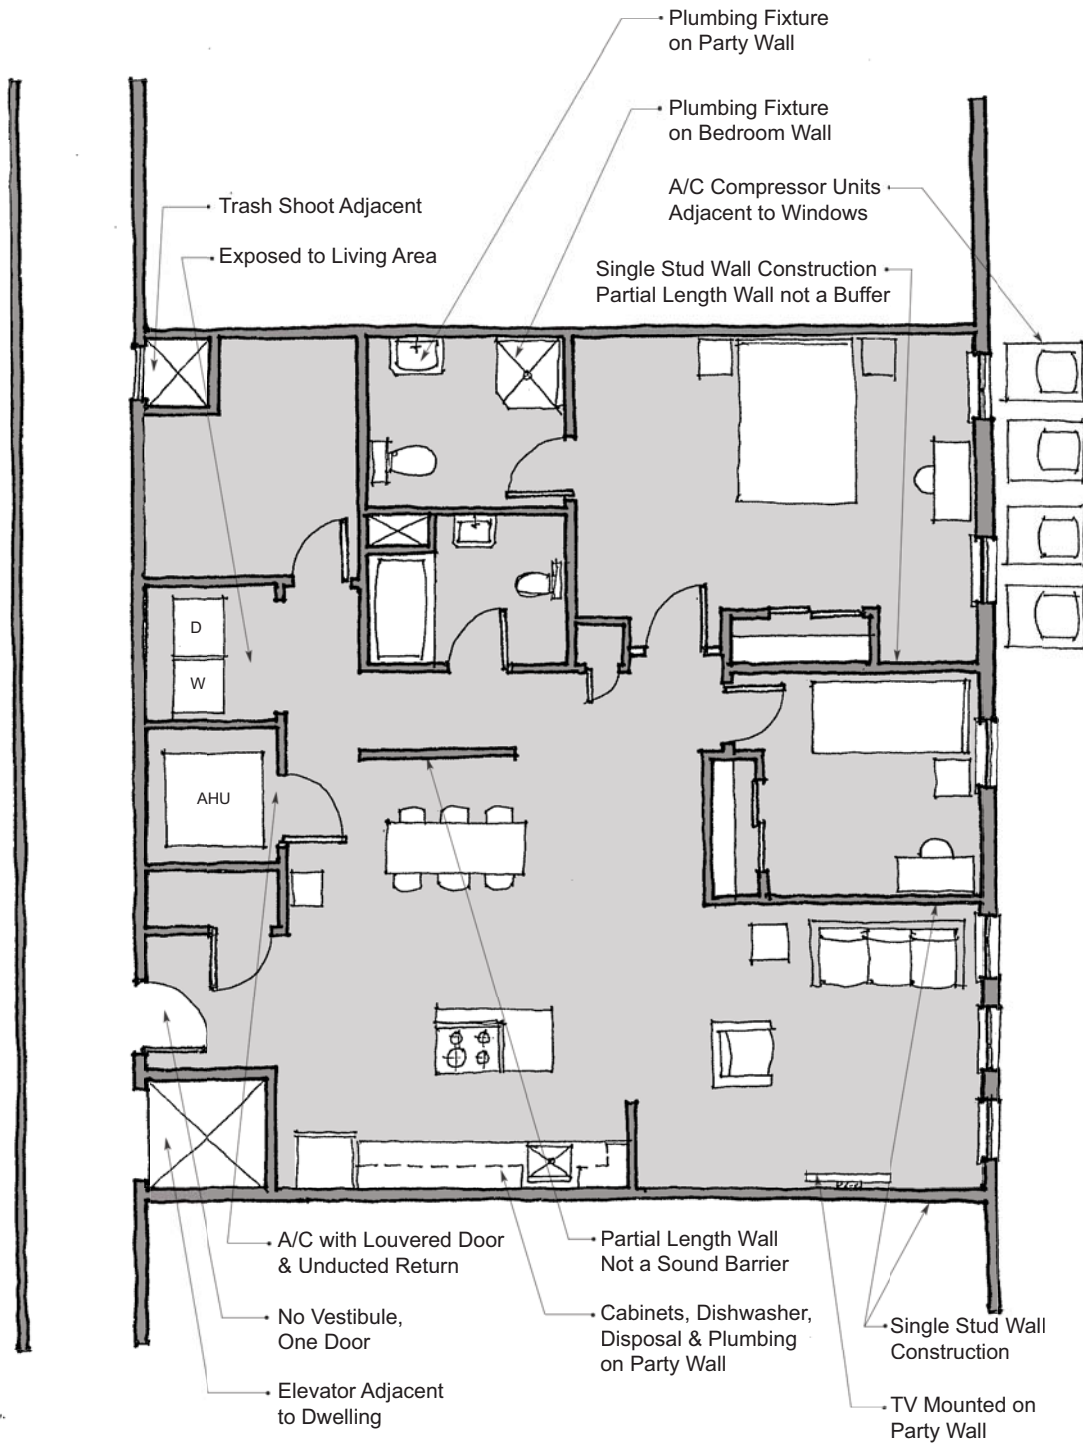 Plumbing Fixture
on Party Wall
Plumbing Fixture
on Bedroom Wall
A/C Compressor Units
Adjacent to Windows
Trash Shoot Adjacent
Exposed to Living Area
Single Stud Wall Construction
Partial Length Wall not a Buffer
D
W
AHU
A/C with Louvered Door
& Unducted Return
No Vestibule,
One Door
Elevator Adjacent
to Dwelling
Partial Length Wall
Not a Sound Barrier
Cabinets, Dishwasher,
Disposal & Plumbing
on Party Wall
Single Stud Wall
Construction
TV Mounted on
Party Wall